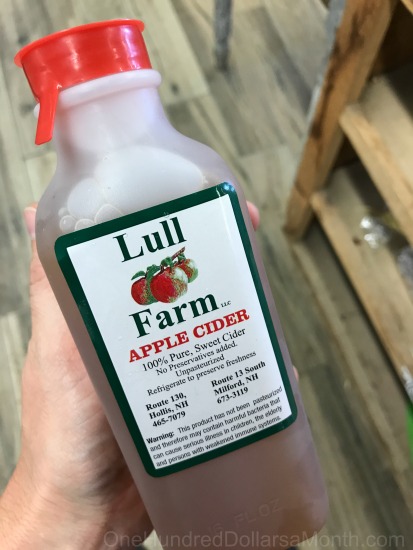 Lull
Farm LLC
APPLE CIDER
100% Pure, Sweet Cider
No Preservatives added.
Unpasteurized
Refrigerate to preserve freshness
Route 130,
Hollis, NH
465-7079
Route 13 South
Milford, NH
673-3119
Warning: This product has not been pasteurized
and therefore may contain harmful bacteria that
can cause serious illness in children, the elderly
and persons with weakened immune systems.
FL OZ
OneHundredDollarsaMonth.com